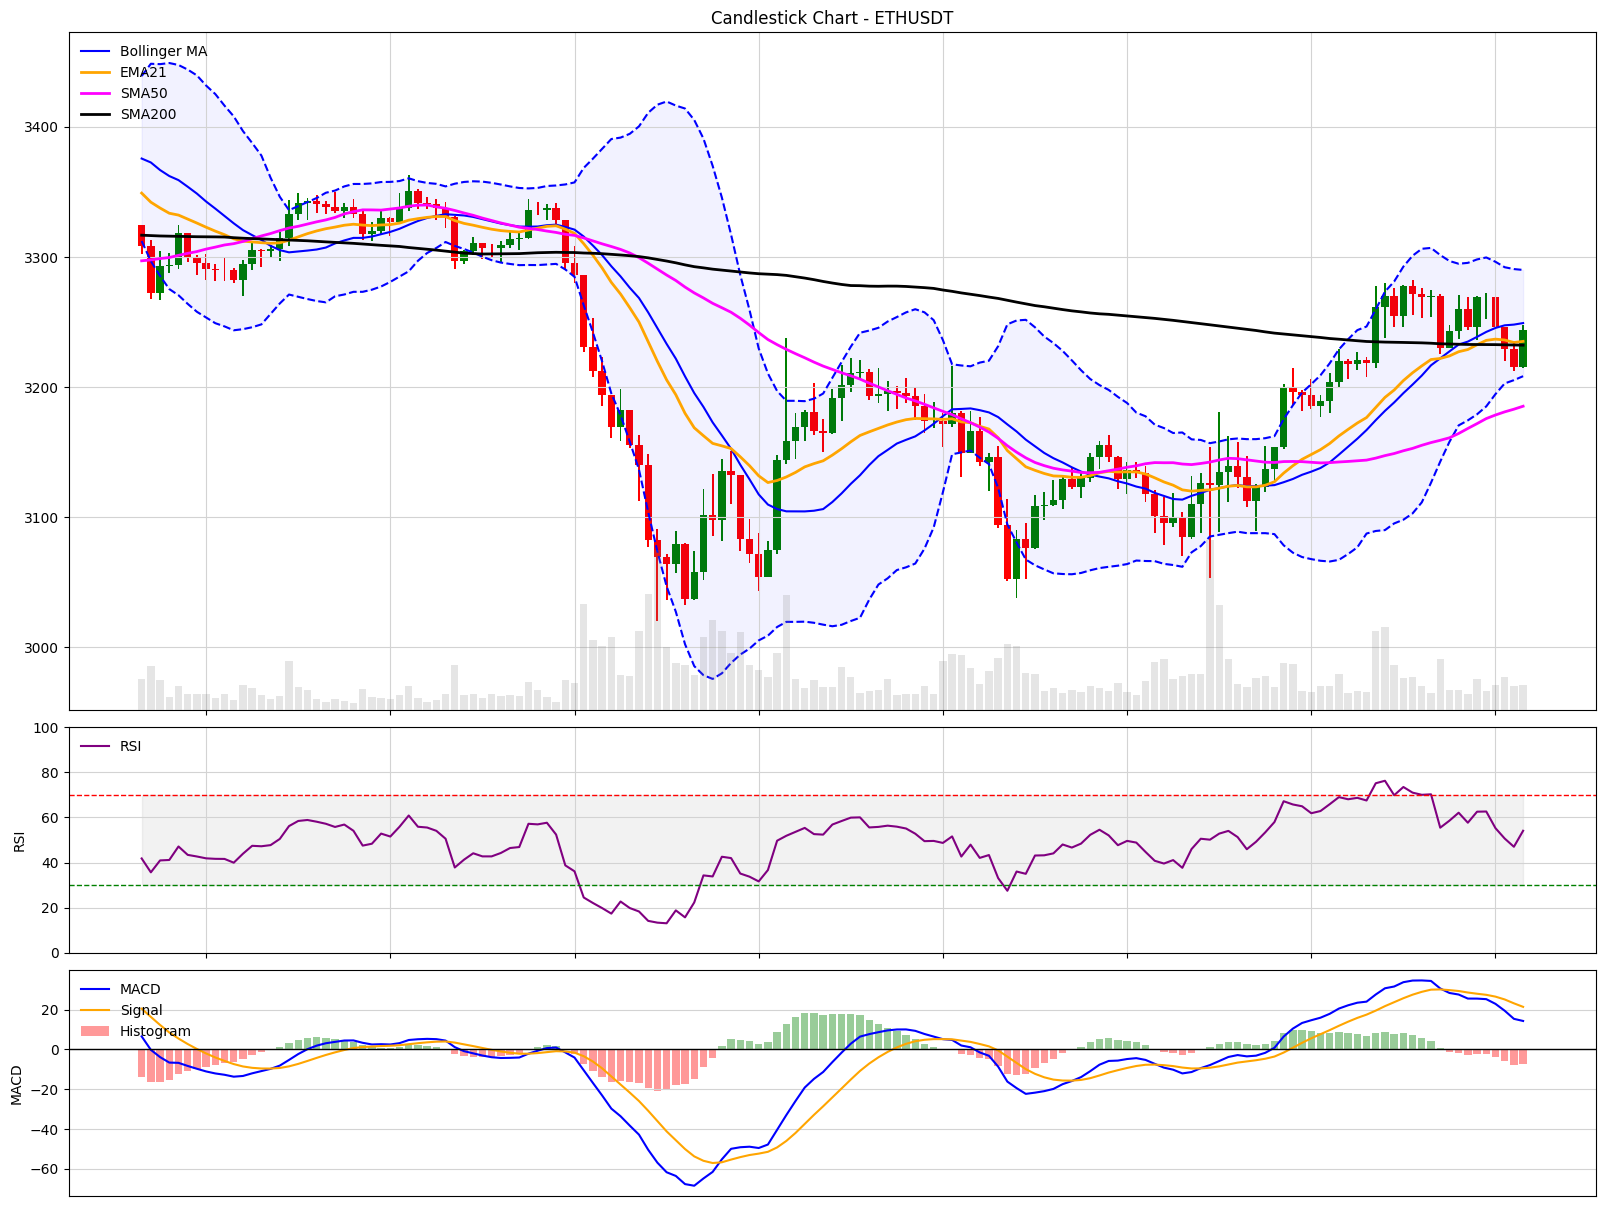 Candlestick Chart - ETHUSDT
Bollinger MA
EMA21
SMA50
SMA200
3400
3300
3200
3100
3000
RSI
100
80
60
40
20
0
RSI
MACD
Signal
Histogram
20
0
−20
−40
−60
MACD